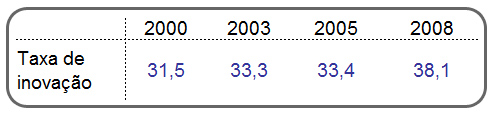 2000 2003 2005 2008
Taxa de
inovação 31,5 33,3 33,4 38,1